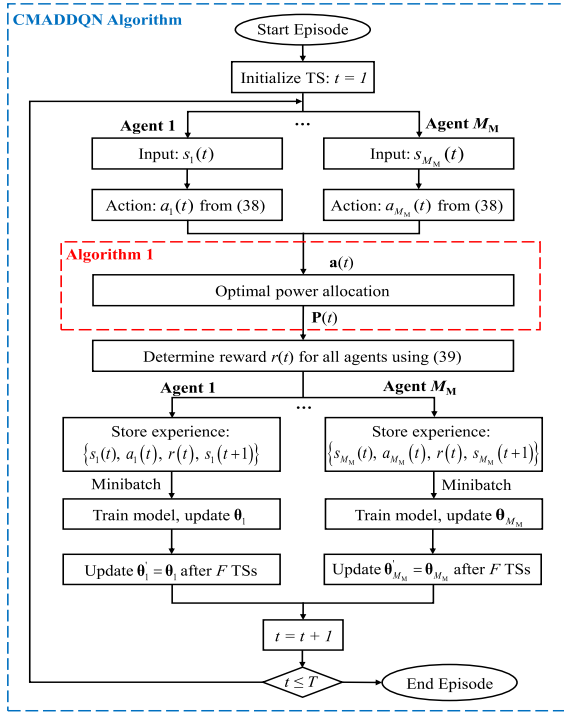 CMADDQN Algorithm
Start Episode
Initialize TS: t = 1
Agent 1
...
Agent M_M
Input: s_1(t)
Input: s_{M_M}(t)
Action: a_1(t) from (38)
Action: a_{M_M}(t) from (38)
Algorithm 1
a(t)
Optimal power allocation
P(t)
Determine reward r(t) for all agents using (39)
Agent 1
...
Agent M_M
Store experience:
{s_1(t), a_1(t), r(t), s_1(t+1)}
Store experience:
{s_{M_M}(t), a_{M_M}(t), r(t), s_{M_M}(t+1)}
Minibatch
Minibatch
Train model, update θ_1
Train model, update θ_{M_M}
Update θ'_1 = θ_1 after F TSs
Update θ'_{M_M} = θ_{M_M} after F TSs
t = t + 1
t ≤ T
End Episode